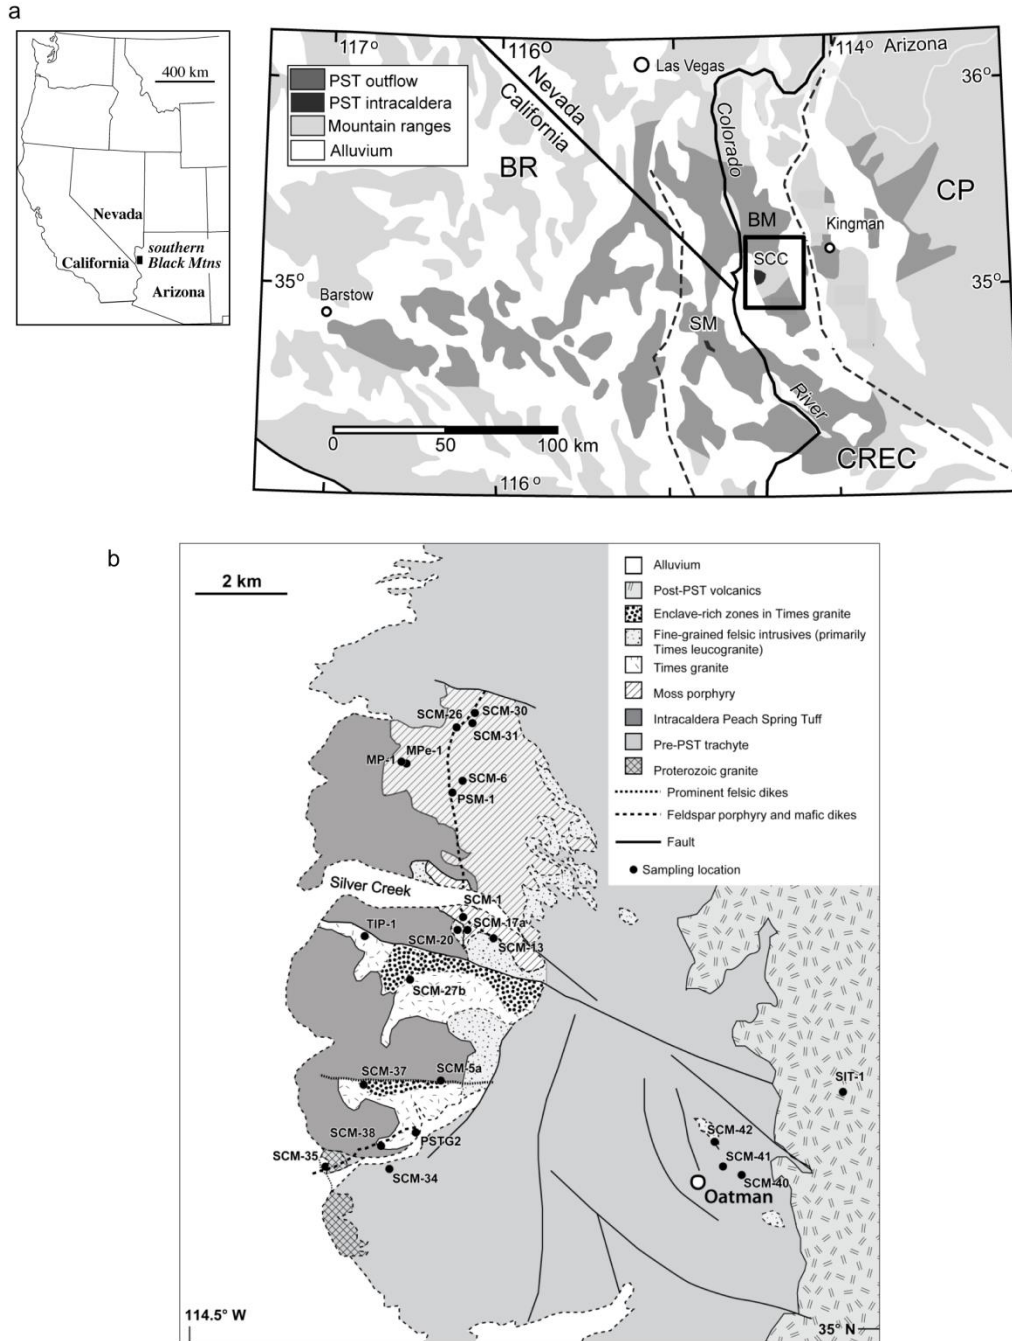 a
400 km
Nevada
California
southern
Black Mtns
Arizona
117°
116°
114°
Arizona
36°
Las Vegas
PST outflow
PST intracaldera
Mountain ranges
Alluvium
Nevada
California
Colorado
BR
CP
BM
Kingman
SCC
35°
35°
Barstow
SM
River
0
50
100 km
CREC
116°
b
2 km
Alluvium
Post-PST volcanics
Enclave-rich zones in Times granite
Fine-grained felsic intrusives (primarily
Times leucogranite)
Times granite
Moss porphyry
Intracaldera Peach Spring Tuff
Pre-PST trachyte
Proterozoic granite
Prominent felsic dikes
Feldspar porphyry and mafic dikes
Fault
Sampling location
SCM-26
SCM-30
SCM-31
MP-1
MPe-1
SCM-6
PSM-1
Silver Creek
SCM-1
TIP-1
SCM-17a
SCM-20
SCM-13
SCM-27b
SCM-37
SCM-5a
SIT-1
SCM-38
PSTG2
SCM-42
SCM-35
SCM-41
SCM-34
SCM-40
Oatman
114.5° W
35° N